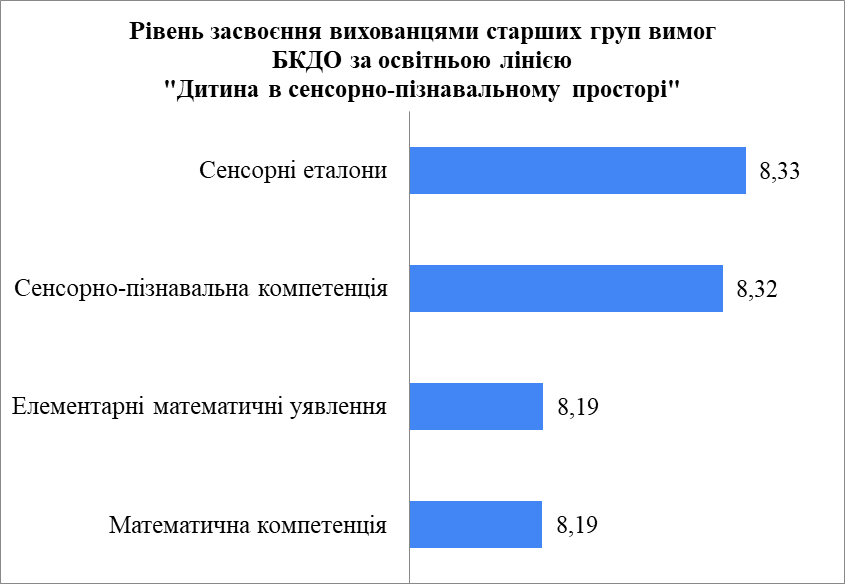 Рівень засвоєння вихованцями старших груп вимог
БКДО за освітньою лінією
"Дитина в сенсорно-пізнавальному просторі"
Сенсорні еталони 8,33
Сенсорно-пізнавальна компетенція 8,32
Елементарні математичні уявлення 8,19
Математична компетенція 8,19